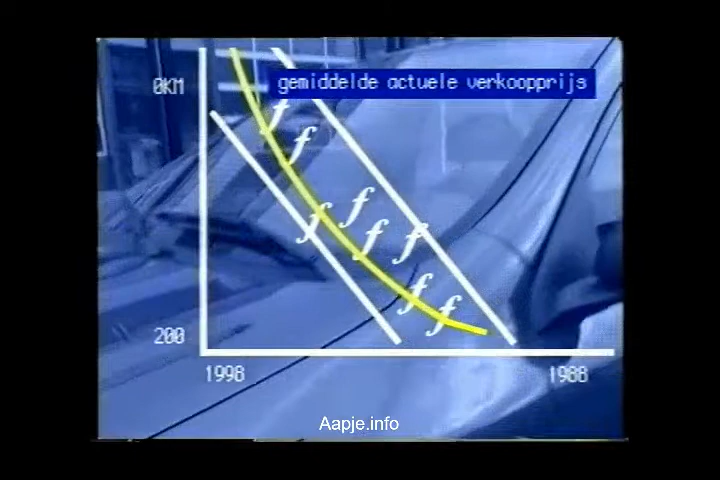 gemiddelde actuele verkoopprijs
0KM
f
f
f
f
f
f
f
f
200
1998
1988
Aapje.info